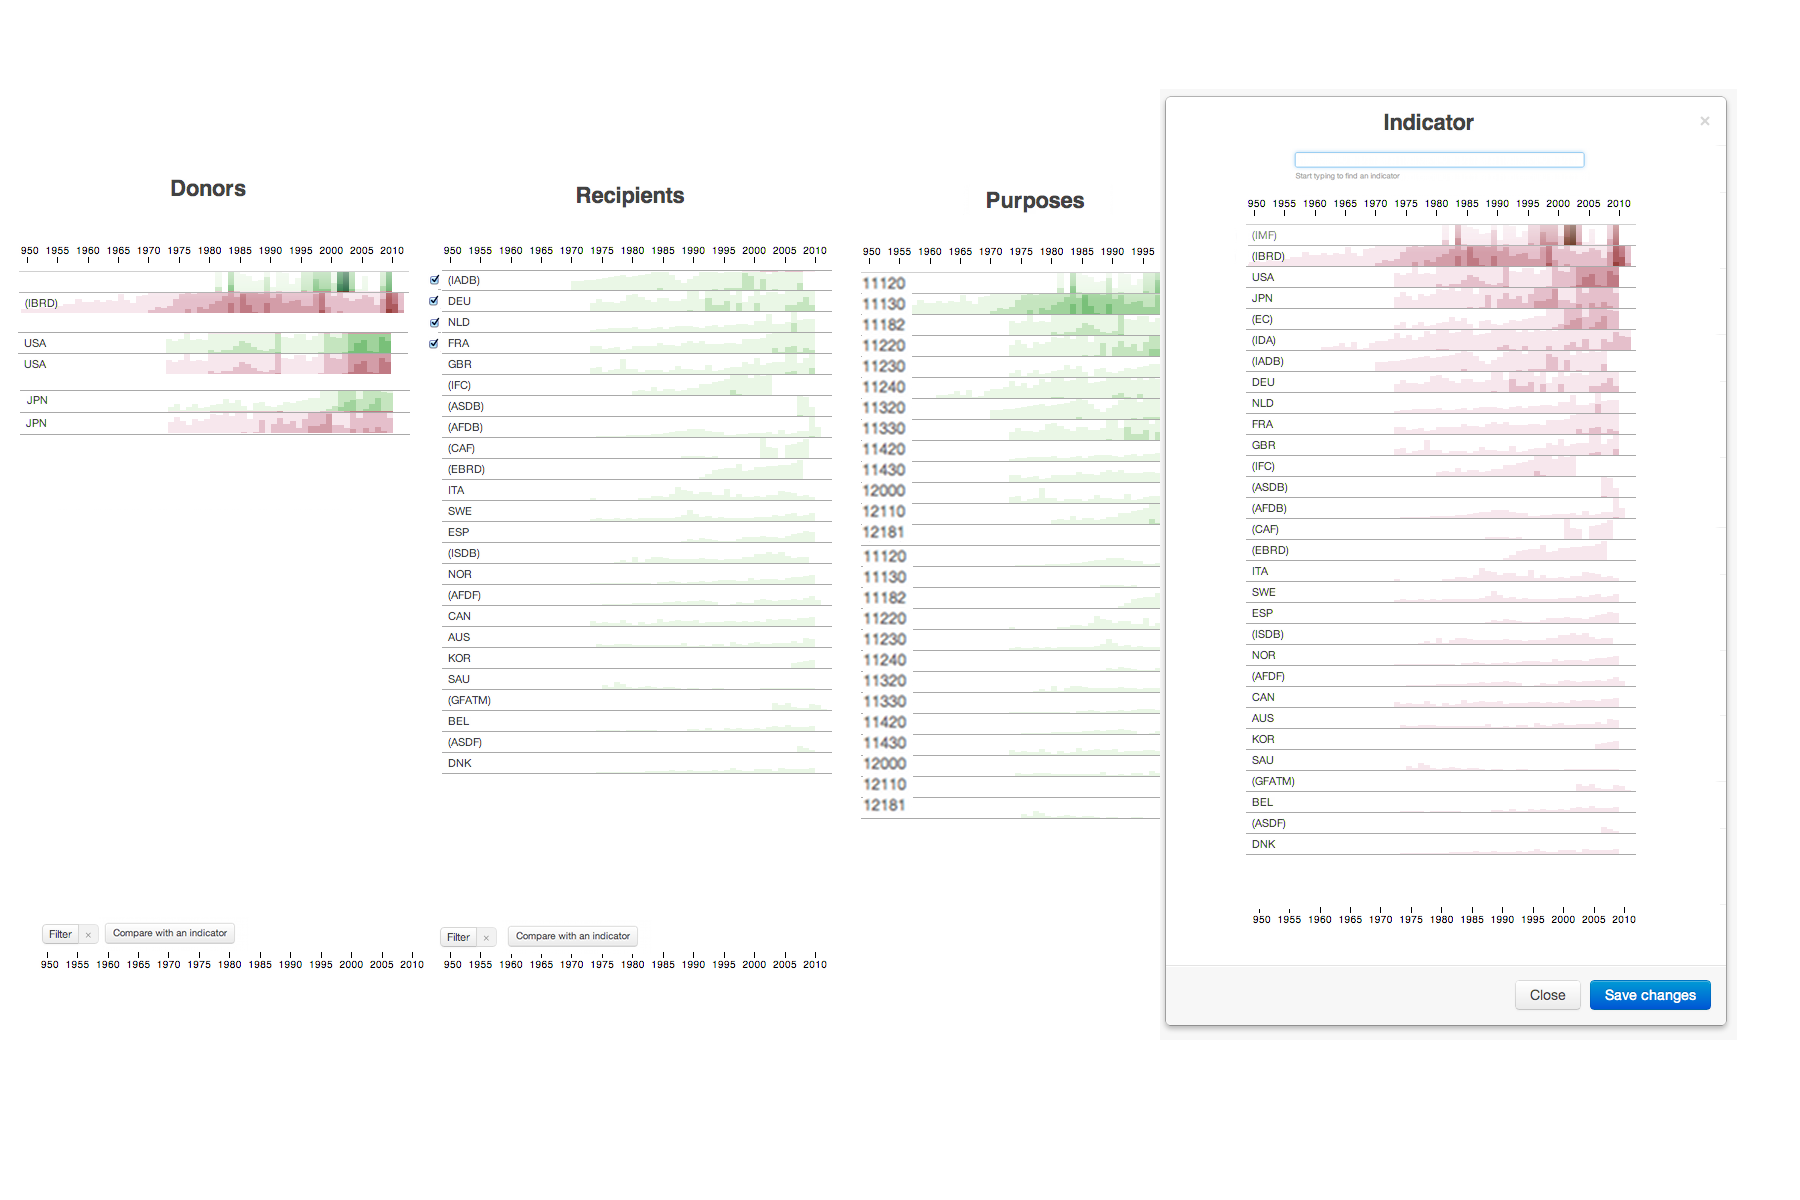 Donors
950 1955 1960 1965 1970 1975 1980 1985 1990 1995 2000 2005 2010
(IBRD)
USA
USA
JPN
JPN
Filter × Compare with an indicator
950 1955 1960 1965 1970 1975 1980 1985 1990 1995 2000 2005 2010
Recipients
950 1955 1960 1965 1970 1975 1980 1985 1990 1995 2000 2005 2010
(IADB)
DEU
NLD
FRA
GBR
(IFC)
(ASDB)
(AFDB)
(CAF)
(EBRD)
ITA
SWE
ESP
(ISDB)
NOR
(AFDF)
CAN
AUS
KOR
SAU
(GFATM)
BEL
(ASDF)
DNK
Filter × Compare with an indicator
950 1955 1960 1965 1970 1975 1980 1985 1990 1995 2000 2005 2010
Purposes
950 1955 1960 1965 1970 1975 1980 1985 1990 1995
11120
11130
11182
11220
11230
11240
11320
11330
11420
11430
12000
12110
12181
11120
11130
11182
11220
11230
11240
11320
11330
11420
11430
12000
12110
12181
Indicator ×
Start typing to find an indicator
950 1955 1960 1965 1970 1975 1980 1985 1990 1995 2000 2005 2010
(IMF)
(IBRD)
USA
JPN
(EC)
(IDA)
(IADB)
DEU
NLD
FRA
GBR
(IFC)
(ASDB)
(AFDB)
(CAF)
(EBRD)
ITA
SWE
ESP
(ISDB)
NOR
(AFDF)
CAN
AUS
KOR
SAU
(GFATM)
BEL
(ASDF)
DNK
950 1955 1960 1965 1970 1975 1980 1985 1990 1995 2000 2005 2010
Close Save changes